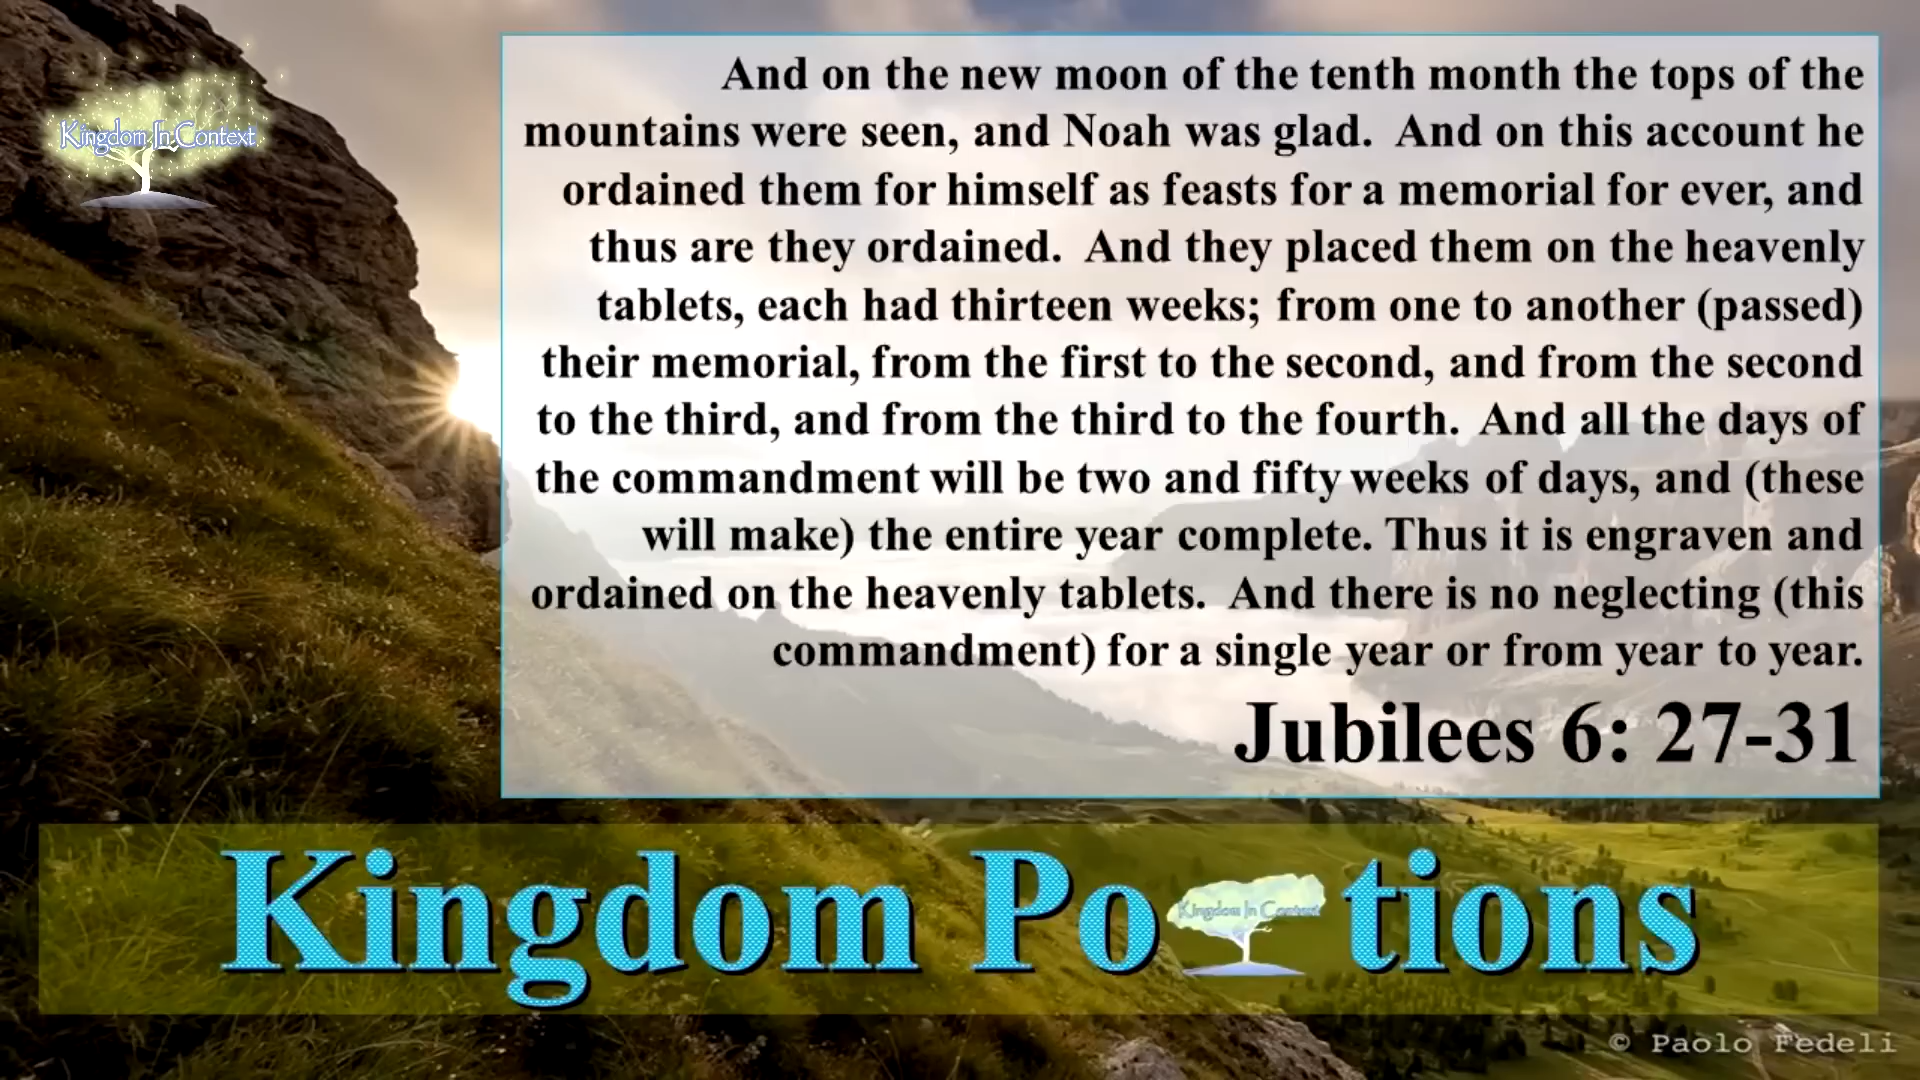 Kingdom In Context
And on the new moon of the tenth month the tops of the
mountains were seen, and Noah was glad. And on this account he
ordained them for himself as feasts for a memorial for ever, and
thus are they ordained. And they placed them on the heavenly
tablets, each had thirteen weeks; from one to another (passed)
their memorial, from the first to the second, and from the second
to the third, and from the third to the fourth. And all the days of
the commandment will be two and fifty weeks of days, and (these
will make) the entire year complete. Thus it is engraven and
ordained on the heavenly tablets. And there is no neglecting (this
commandment) for a single year or from year to year.
Jubilees 6: 27-31
Kingdom Po tions
Kingdom In Context
© Paolo Fedeli